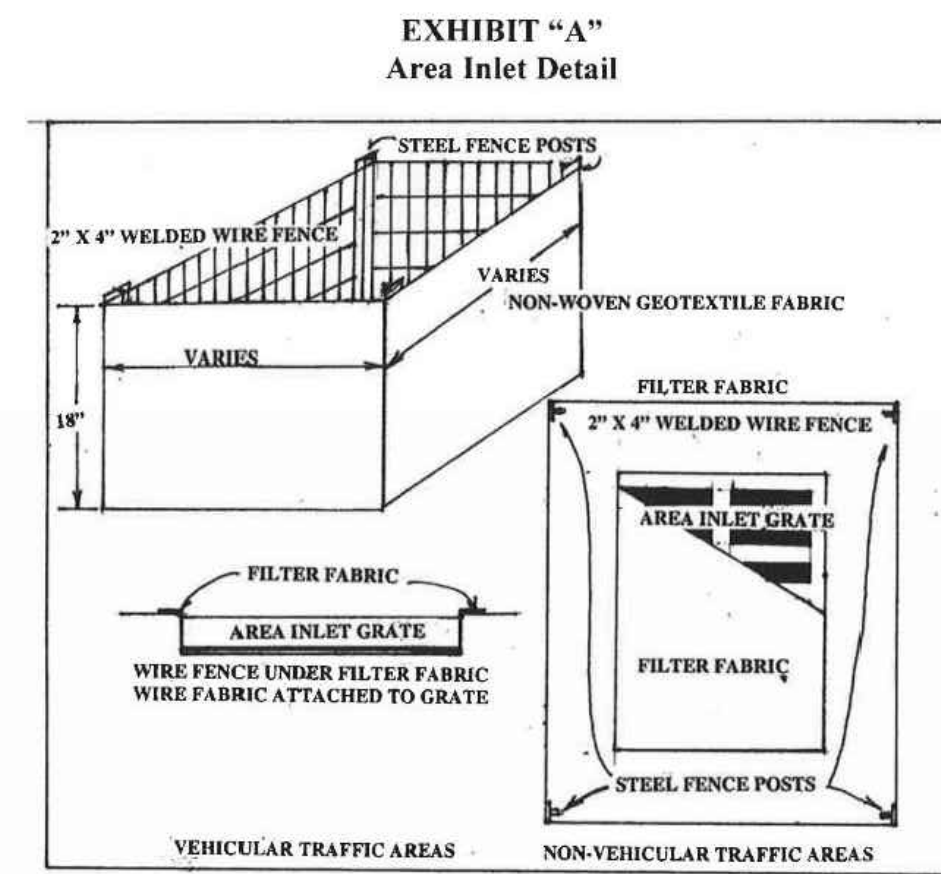 EXHIBIT “A”
Area Inlet Detail
STEEL FENCE POSTS
2” X 4” WELDED WIRE FENCE
VARIES
NON-WOVEN GEOTEXTILE FABRIC
VARIES
18”
FILTER FABRIC
2” X 4” WELDED WIRE FENCE
AREA INLET GRATE
FILTER FABRIC
STEEL FENCE POSTS
FILTER FABRIC
AREA INLET GRATE
WIRE FENCE UNDER FILTER FABRIC
WIRE FABRIC ATTACHED TO GRATE
VEHICULAR TRAFFIC AREAS
NON-VEHICULAR TRAFFIC AREAS